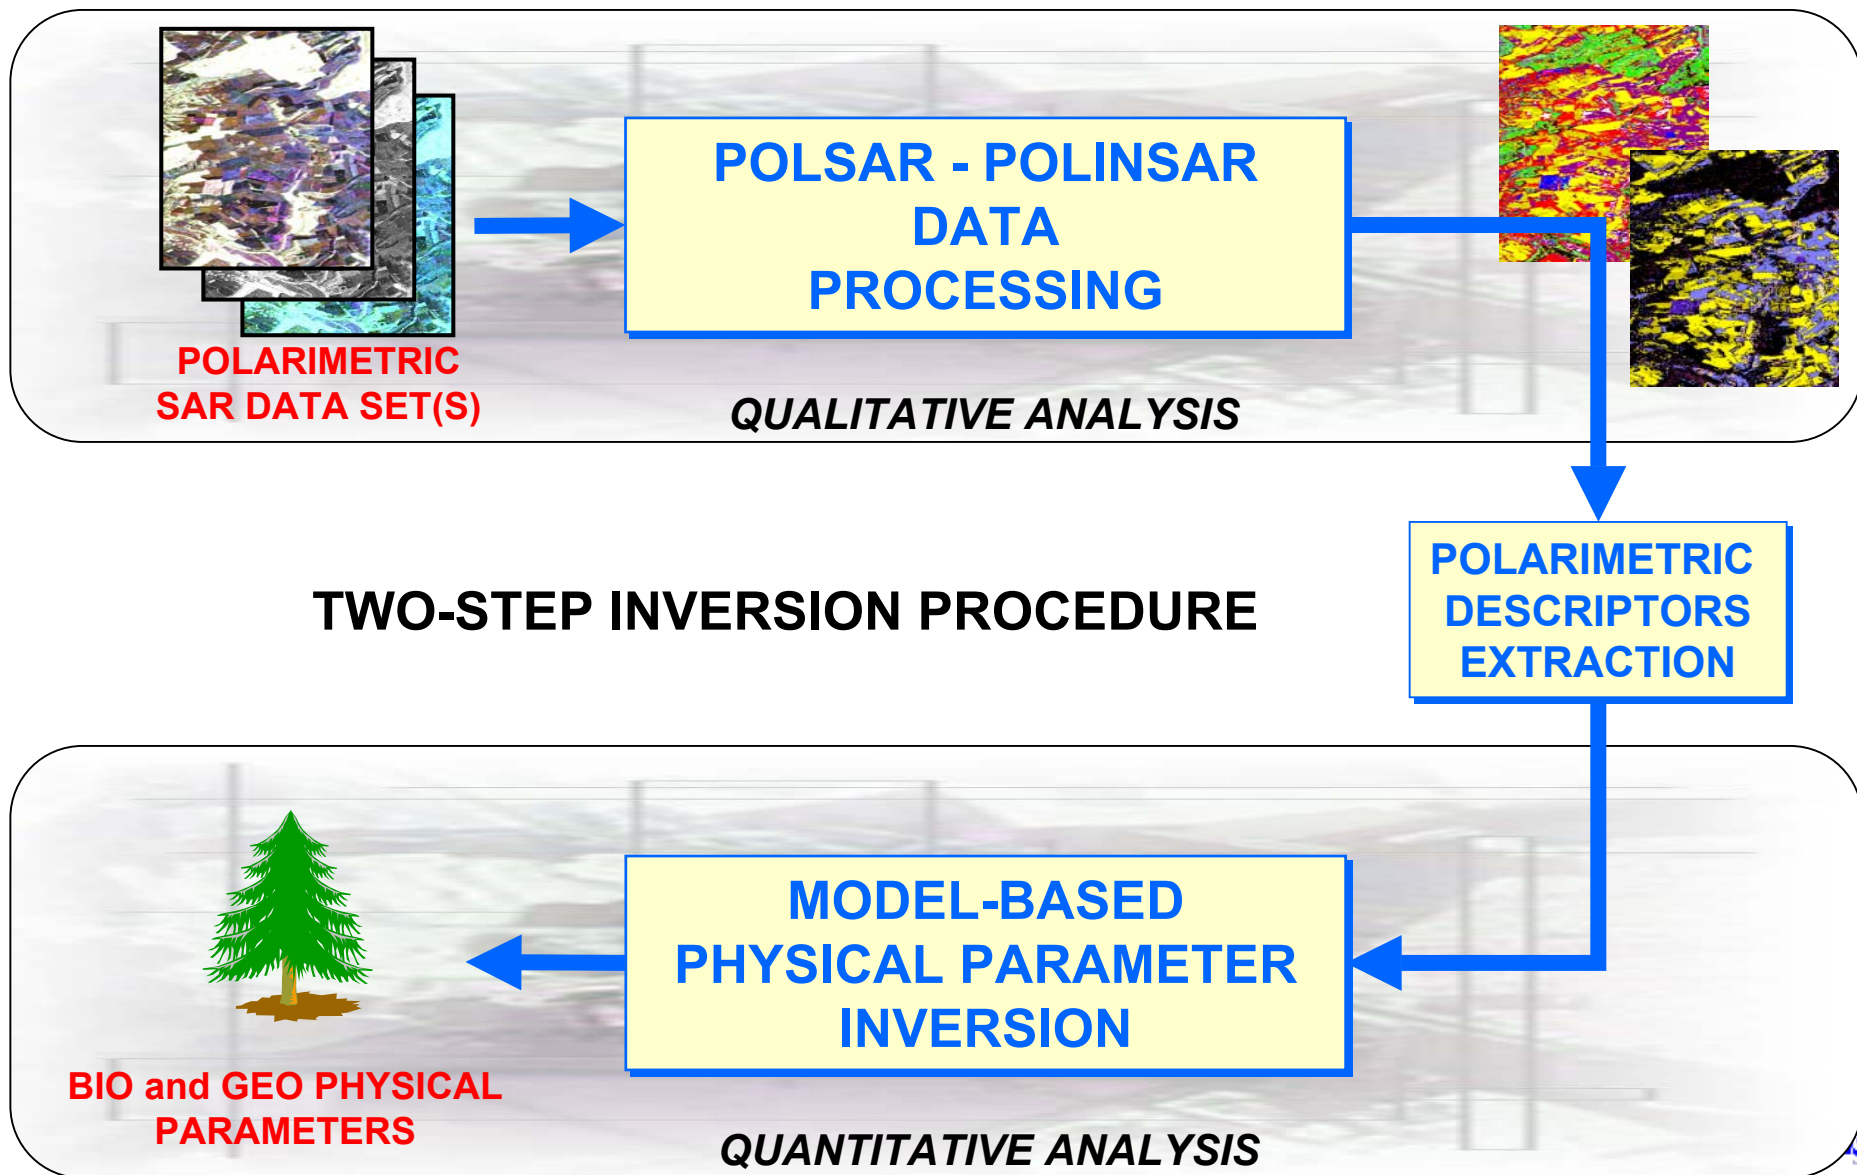 POLSAR - POLINSAR
DATA
PROCESSING
POLARIMETRIC
SAR DATA SET(S)
QUALITATIVE ANALYSIS
TWO-STEP INVERSION PROCEDURE
POLARIMETRIC
DESCRIPTORS
EXTRACTION
MODEL-BASED
PHYSICAL PARAMETER
INVERSION
BIO and GEO PHYSICAL
PARAMETERS
QUANTITATIVE ANALYSIS